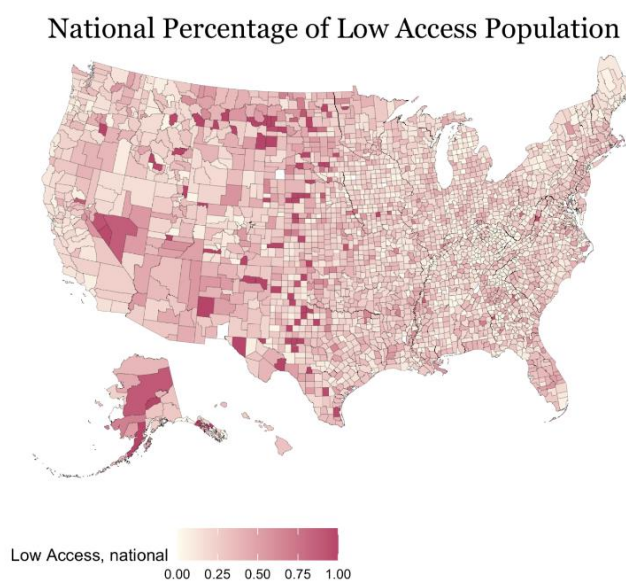 National Percentage of Low Access Population
Low Access, national
0.00 0.25 0.50 0.75 1.00